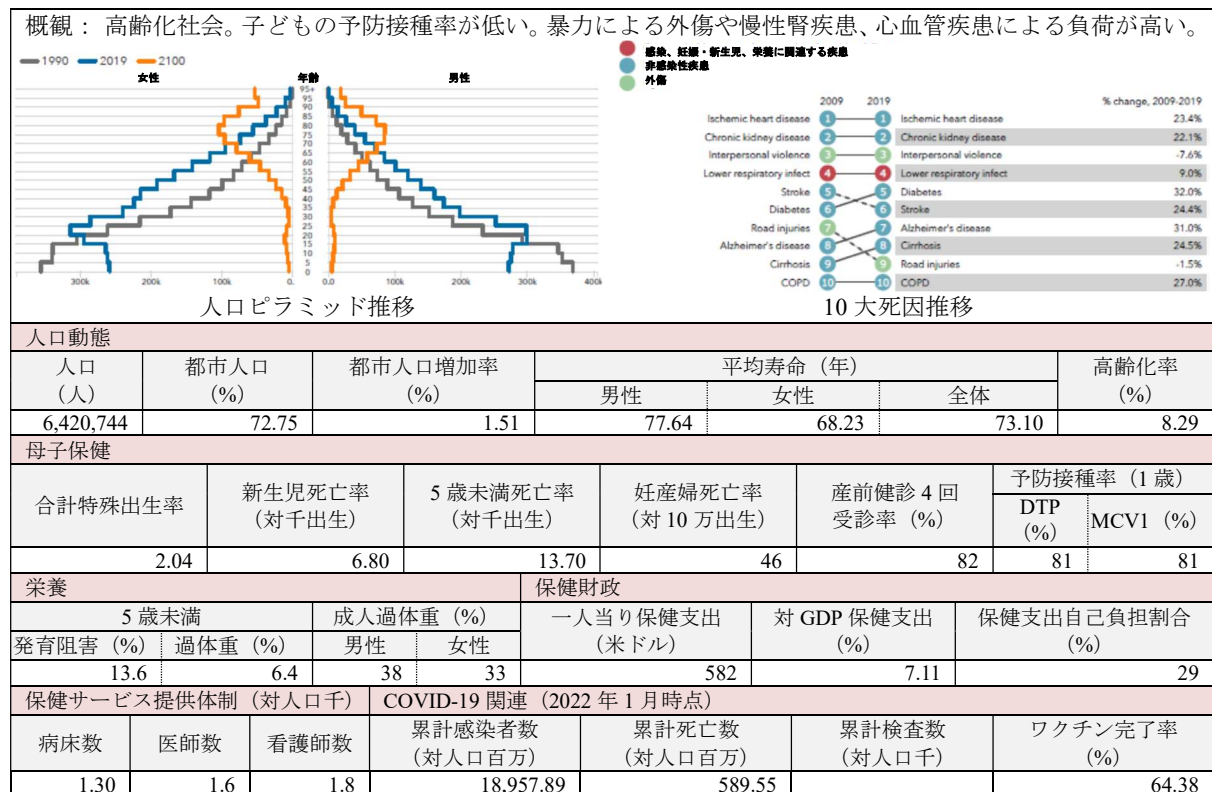 概観： 高齢化社会。子どもの予防接種率が低い。暴力による外傷や慢性腎疾患、心血管疾患による負荷が高い。
1990 2019 2100
女性 年齢 男性
95+
90
85
80
75
70
65
60
55
50
45
40
35
30
25
20
15
10
5
0
300k 200k 100k 0. 0.0 100k 200k 300k 400k
人口ピラミッド推移
感染、妊娠・新生児、栄養に関連する疾患
非感染性疾患
外傷
2009 2019 % change, 2009-2019
Ischemic heart disease 1 1 Ischemic heart disease 23.4%
Chronic kidney disease 2 2 Chronic kidney disease 22.1%
Interpersonal violence 3 3 Interpersonal violence -7.6%
Lower respiratory infect 4 4 Lower respiratory infect 9.0%
Stroke 5 5 Diabetes 32.0%
Diabetes 6 6 Stroke 24.4%
Road injuries 7 7 Alzheimer's disease 31.0%
Alzheimer's disease 8 8 Cirrhosis 24.5%
Cirrhosis 9 9 Road injuries -1.5%
COPD 10 10 COPD 27.0%
10 大死因推移
人口動態
人口 都市人口 都市人口増加率 平均寿命（年） 高齢化率
（人） (%) (%) 男性 女性 全体 (%)
6,420,744 72.75 1.51 77.64 68.23 73.10 8.29
母子保健
合計特殊出生率 新生児死亡率 5 歳未満死亡率 妊産婦死亡率 産前健診 4 回 予防接種率（1 歳）
（対千出生） （対千出生） （対 10 万出生） 受診率（%） DTP (%) MCV1（%）
2.04 6.80 13.70 46 82 81 81
栄養 保健財政
5 歳未満 成人過体重（%） 一人当り保健支出 対 GDP 保健支出 保健支出自己負担割合
発育阻害（%） 過体重（%） 男性 女性 （米ドル） (%) (%)
13.6 6.4 38 33 582 7.11 29
保健サービス提供体制（対人口千） COVID-19 関連（2022 年 1 月時点）
病床数 医師数 看護師数 累計感染者数 累計死亡数 累計検査数 ワクチン完了率
（対人口百万） （対人口百万） （対人口千） (%)
1.30 1.6 1.8 18,957.89 589.55 64.38